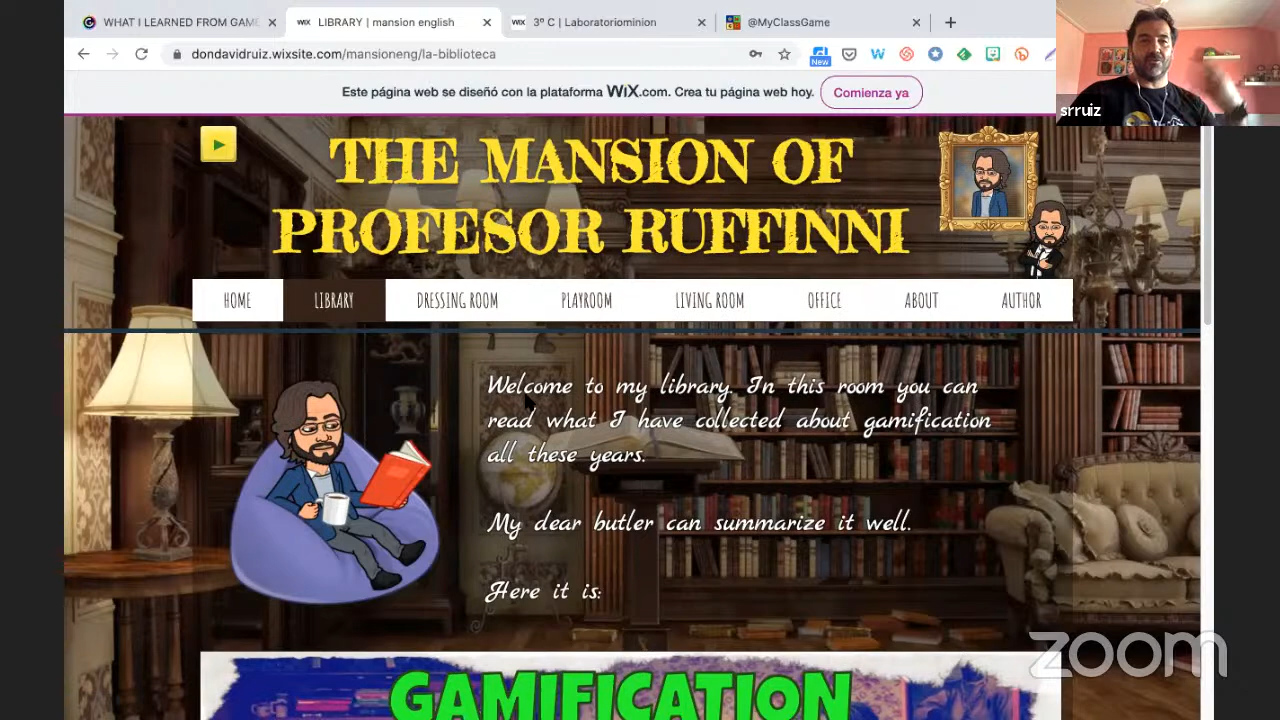 WHAT I LEARNED FROM GAME
LIBRARY | mansion english
3º C | Laboratoriominion
@MyClassGame
dondavidruiz.wixsite.com/mansioneng/la-biblioteca
New
Este página web se diseñó con la plataforma WiX.com. Crea tu página web hoy.
Comienza ya
srruiz
THE MANSION OF
PROFESOR RUFFINNI
HOME LIBRARY DRESSING ROOM PLAYROOM LIVING ROOM OFFICE ABOUT AUTHOR
Welcome to my library. In this room you can
read what I have collected about gamification
all these years.
My dear butler can summarize it well.
Here it is:
GAMIFICATION
zoom